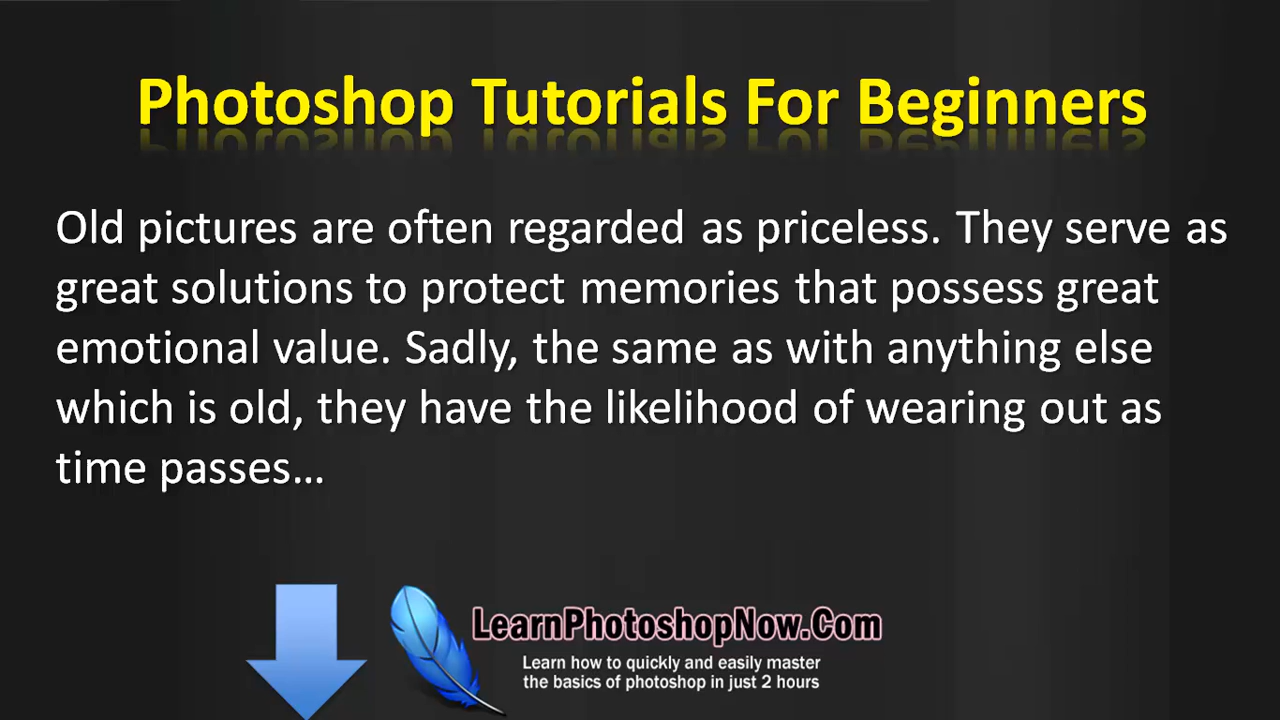 Photoshop Tutorials For Beginners
Old pictures are often regarded as priceless. They serve as
great solutions to protect memories that possess great
emotional value. Sadly, the same as with anything else
which is old, they have the likelihood of wearing out as
time passes…
LearnPhotoshopNow.Com
Learn how to quickly and easily master
the basics of photoshop in just 2 hours